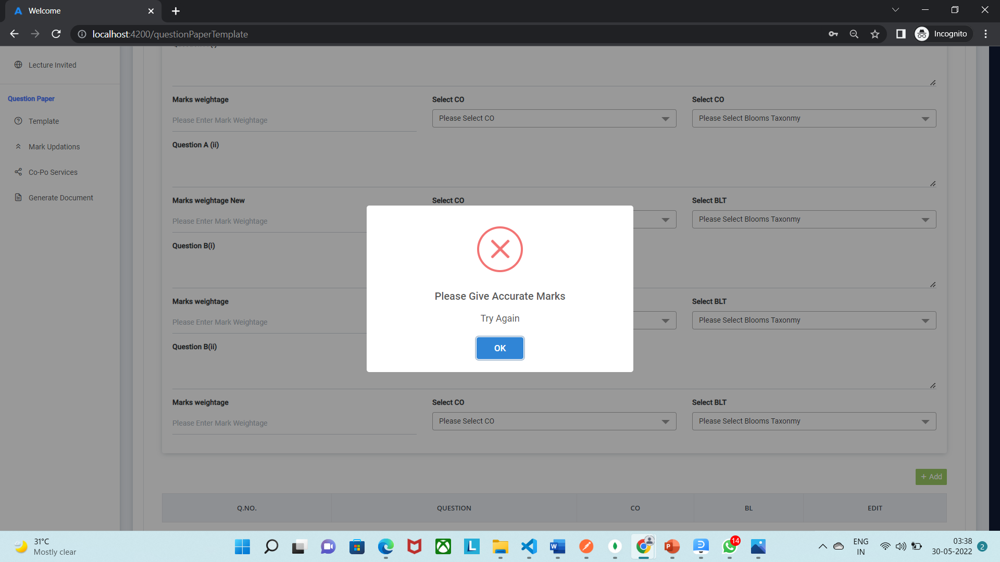 Welcome
localhost:4200/questionPaperTemplate
Incognito
Lecture Invited
Question Paper
Template
Mark Updations
Co-Po Services
Generate Document
Marks weightage
Select CO
Select CO
Please Enter Mark Weightage
Please Select CO
Please Select Blooms Taxonmy
Question A (ii)
Marks weightage New
Select CO
Select BLT
Please Enter Mark Weightage
Please Select Blooms Taxonmy
Question B(i)
Marks weightage
Select BLT
Please Enter Mark Weightage
Please Select Blooms Taxonmy
Question B(ii)
Please Give Accurate Marks
Try Again
OK
Marks weightage
Select CO
Select BLT
Please Enter Mark Weightage
Please Select CO
Please Select Blooms Taxonmy
+ Add
Q.NO.
QUESTION
CO
BL
EDIT
31°C
Mostly clear
14
ENG
IN
03:38
30-05-2022
2